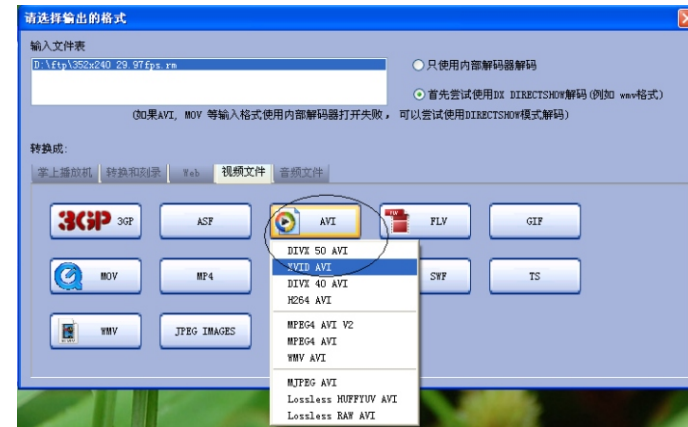 请选择输出的格式
输入文件表
D:\ftp\352x240 29.97fps.rm
只使用内部解码器解码
首先尝试使用DX DIRECTSHOW解码(例如 wmv格式)
(如果AVI, MOV 等输入格式使用内部解码器打开失败， 可以尝试使用DIRECTSHOW模式解码)
转换成:
掌上播放机 转换和刻录 Web 视频文件 音频文件
3GP 3GP ASF AVI FLV GIF
DIVX 50 AVI
MOV MP4 XVID AVI SWF TS
DIVX 40 AVI
H264 AVI
WMV JPEG IMAGES MPEG4 AVI V2
MPEG4 AVI
WMV AVI
MJPEG AVI
Lossless HUFFYUV AVI
Lossless RAW AVI